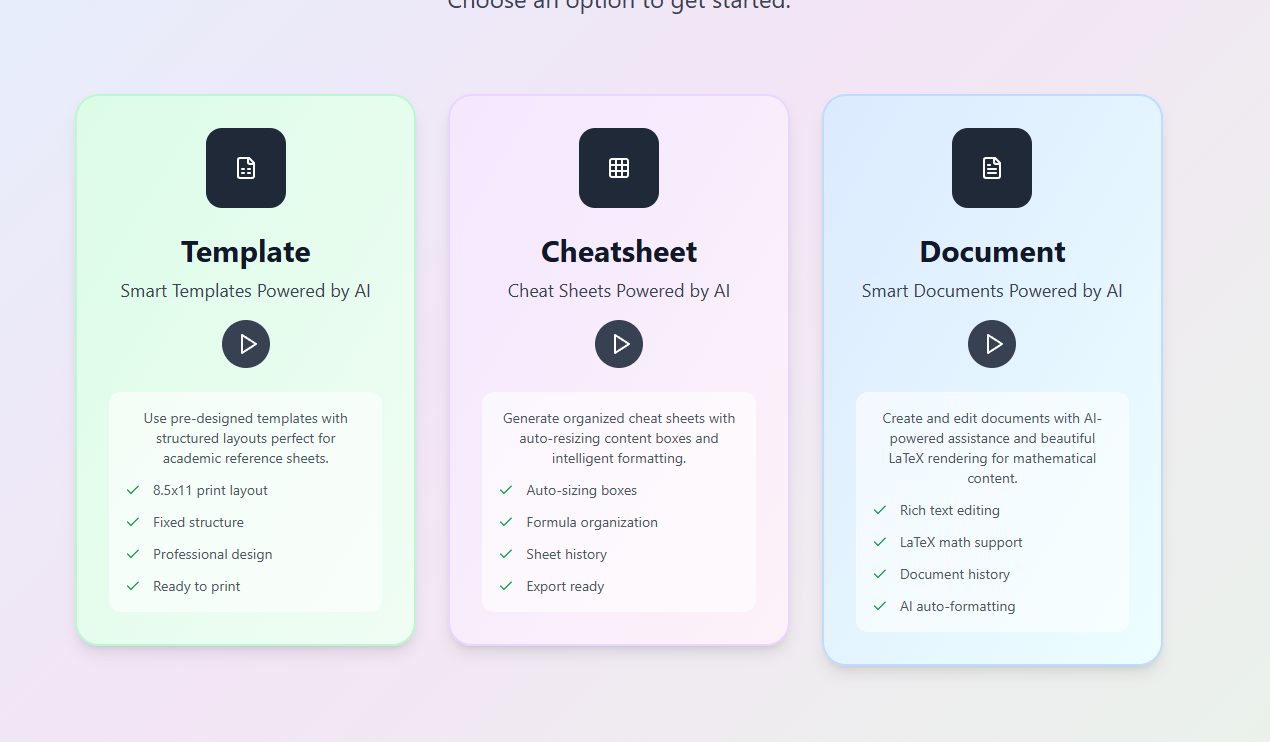 Choose an option to get started.
Template
Smart Templates Powered by AI
Use pre-designed templates with
structured layouts perfect for
academic reference sheets.
8.5x11 print layout
Fixed structure
Professional design
Ready to print
Cheatsheet
Cheat Sheets Powered by AI
Generate organized cheat sheets with
auto-resizing content boxes and
intelligent formatting.
Auto-sizing boxes
Formula organization
Sheet history
Export ready
Document
Smart Documents Powered by AI
Create and edit documents with AI-
powered assistance and beautiful
LaTeX rendering for mathematical
content.
Rich text editing
LaTeX math support
Document history
AI auto-formatting